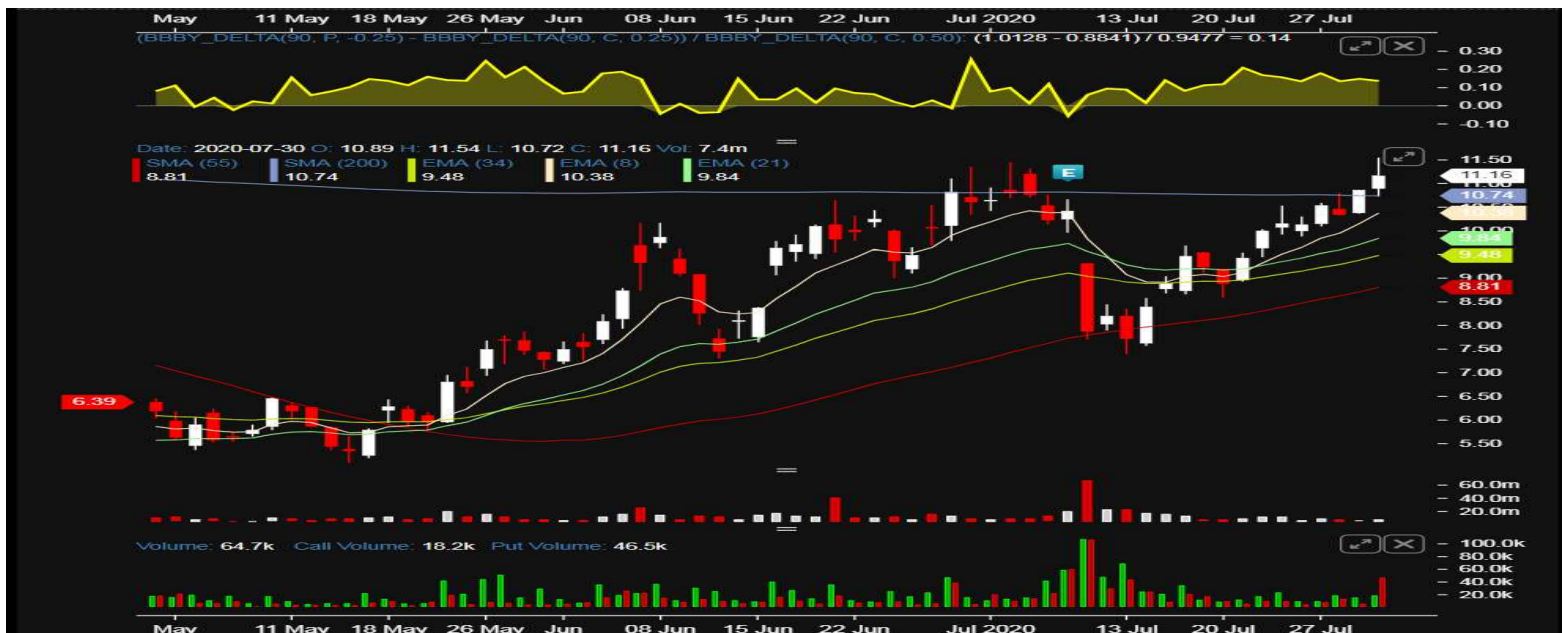 May 11 May 18 May 26 May Jun 08 Jun 15 Jun 22 Jun Jul 2020 13 Jul 20 Jul 27 Jul
(BBBY_DELTA(90, P, -0.25) - BBBY_DELTA(90, C, 0.25)) / BBBY_DELTA(90, C, 0.50): (1.0128 - 0.8841) / 0.9477 = 0.14
0.30
0.20
0.10
0.00
-0.10
Date: 2020-07-30 O: 10.89 H: 11.54 L: 10.72 C: 11.16 Vol: 7.4m
SMA (55) SMA (200) EMA (34) EMA (8) EMA (21)
8.81 10.74 9.48 10.38 9.84
E
11.50
11.16
11.00
10.74
10.50
10.38
10.00
9.84
9.48
9.00
8.81
8.50
8.00
7.50
7.00
6.39
6.50
6.00
5.50
60.0m
40.0m
20.0m
Volume: 64.7k Call Volume: 18.2k Put Volume: 46.5k
100.0k
80.0k
60.0k
40.0k
20.0k
May 11 May 18 May 26 May Jun 08 Jun 15 Jun 22 Jun Jul 2020 13 Jul 20 Jul 27 Jul